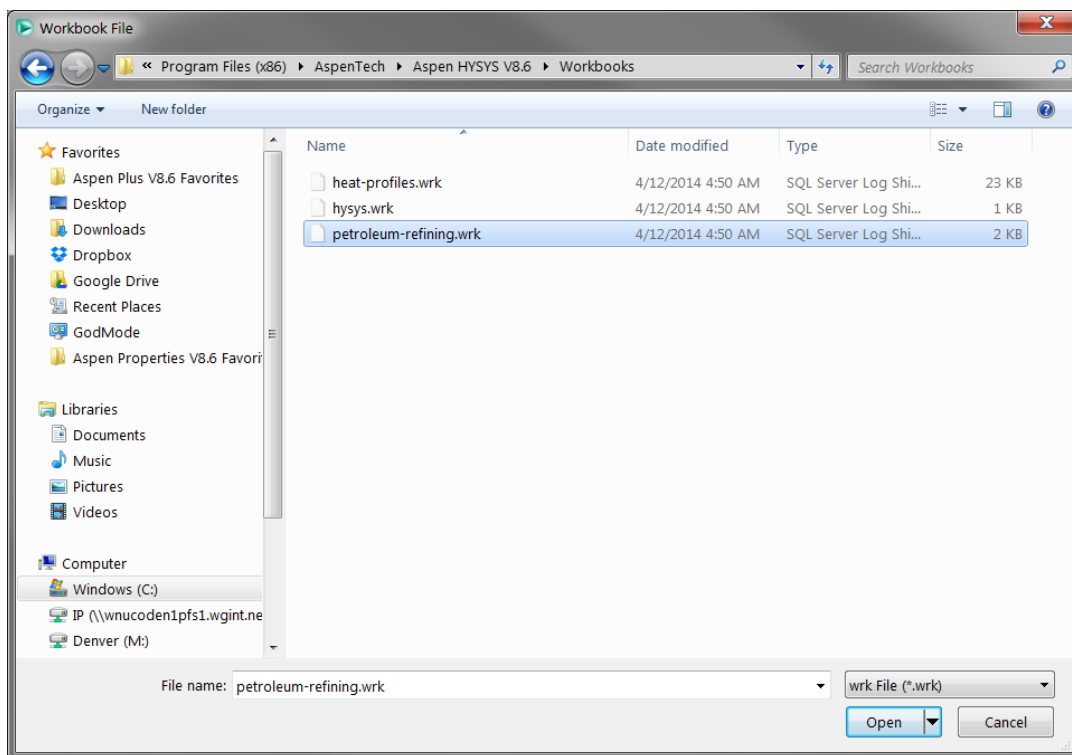 Workbook File
« Program Files (x86) AspenTech Aspen HYSYS V8.6 Workbooks
Search Workbooks
Organize New folder
Favorites
Aspen Plus V8.6 Favorites
Desktop
Downloads
Dropbox
Google Drive
Recent Places
GodMode
Aspen Properties V8.6 Favori
Libraries
Documents
Music
Pictures
Videos
Computer
Windows (C:)
IP (\\wnucoden1pfs1.wgint.ne
Denver (M:)
Name Date modified Type Size
heat-profiles.wrk 4/12/2014 4:50 AM SQL Server Log Shi... 23 KB
hysys.wrk 4/12/2014 4:50 AM SQL Server Log Shi... 1 KB
petroleum-refining.wrk 4/12/2014 4:50 AM SQL Server Log Shi... 2 KB
File name: petroleum-refining.wrk wrk File (*.wrk)
Open Cancel